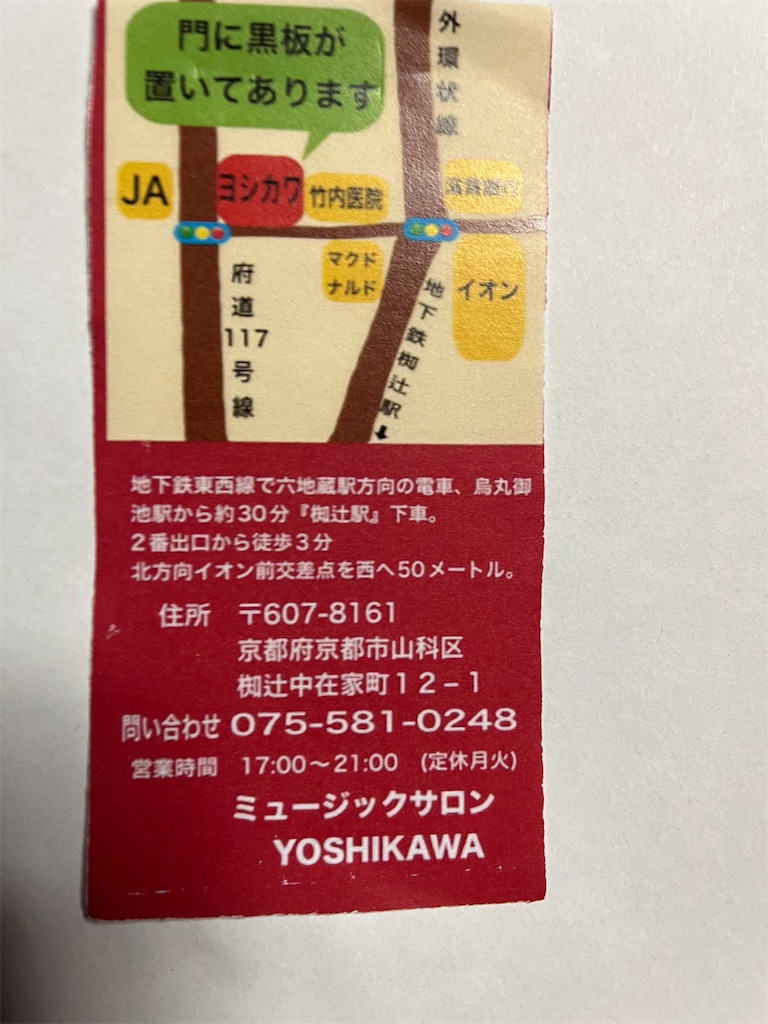 門に黒板が
置いてあります
外環状線
JA
ヨシカワ
竹内医院
マクド
ナルド
イオン
府道117号線
地下鉄椥辻駅
地下鉄東西線で六地蔵駅方向の電車、烏丸御
池駅から約30分『椥辻駅』下車。
2番出口から徒歩3分
北方向イオン前交差点を西へ50メートル。
住所 〒607-8161
京都府京都市山科区
椥辻中在家町12−1
問い合わせ 075-581-0248
営業時間 17:00〜21:00 (定休月火)
ミュージックサロン
YOSHIKAWA